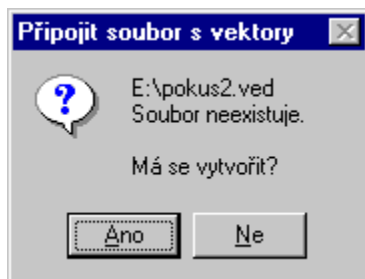 Připojit soubor s vektory
E:\pokus2.ved
Soubor neexistuje.
Má se vytvořit?
Ano
Ne